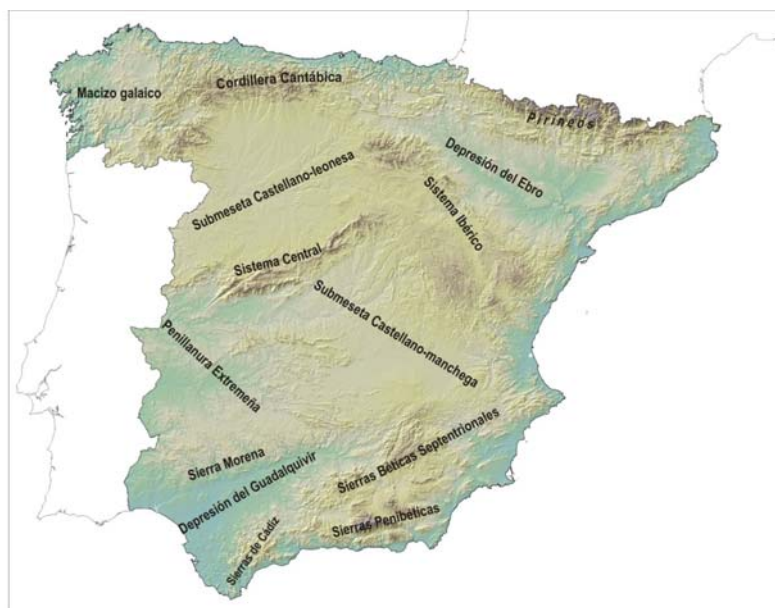 Macizo galaico
Cordillera Cantábica
Pirineos
Depresión del Ebro
Submeseta Castellano-leonesa
Sistema Ibérico
Sistema Central
Submeseta Castellano-manchega
Penillanura Extremeña
Sierra Morena
Sierras Béticas Septentrionales
Depresión del Guadalquivir
Sierras Penibéticas
Sierras de Cádiz